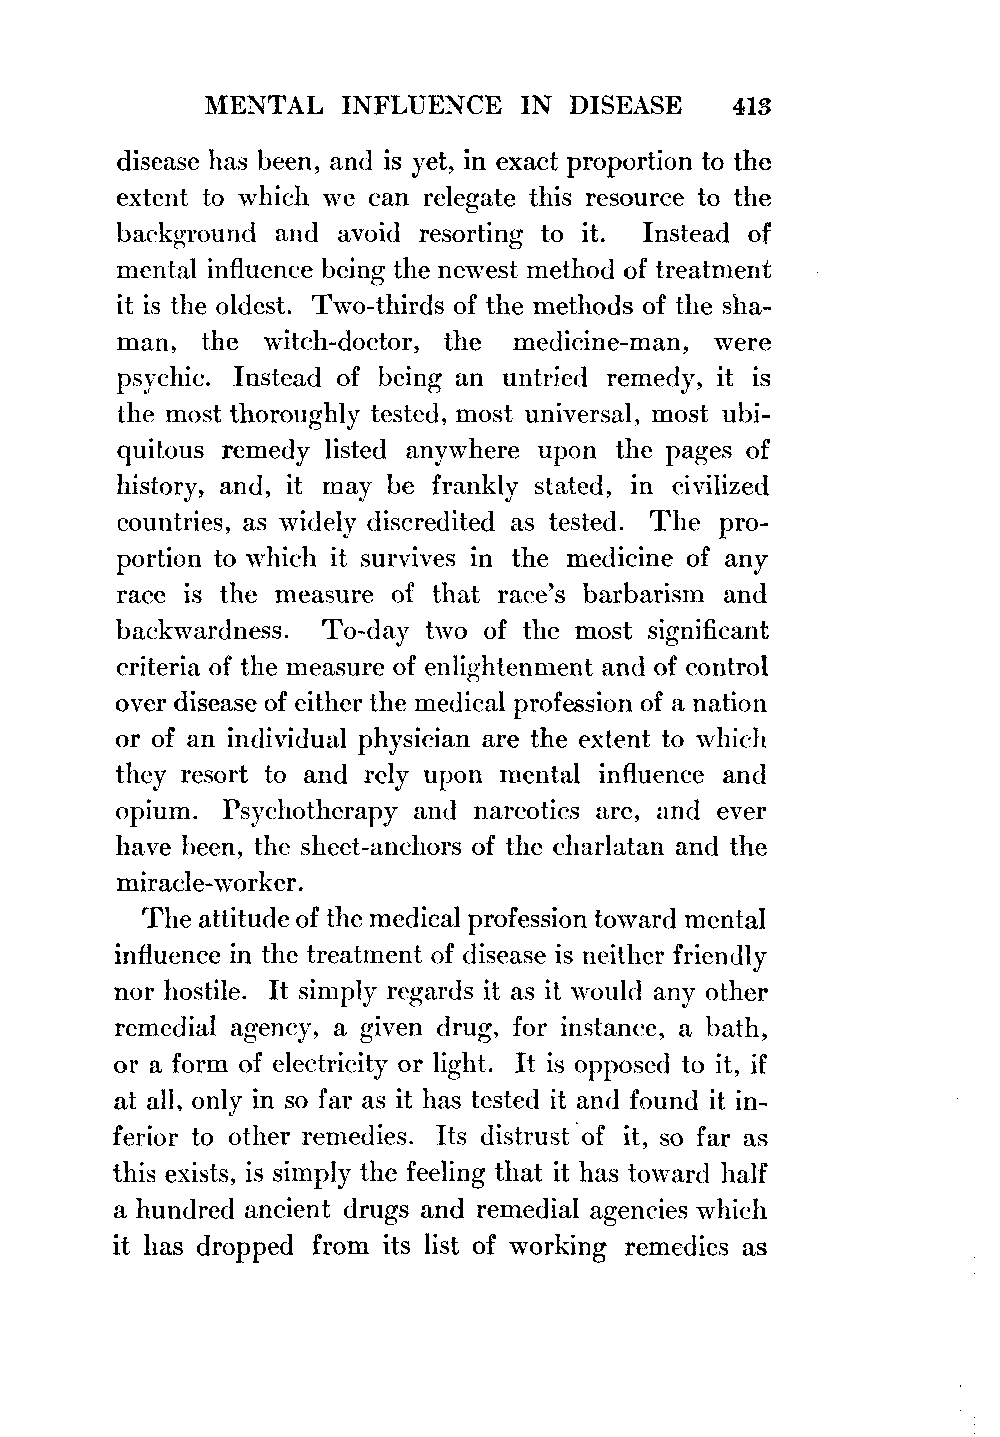 MENTAL INFLUENCE IN DISEASE 413
disease has been, and is yet, in exact proportion to the
extent to which we can relegate this resource to the
background and avoid resorting to it. Instead of
mental influence being the newest method of treatment
it is the oldest. Two-thirds of the methods of the sha-
man, the witch-doctor, the medicine-man, were
psychic. Instead of being an untried remedy, it is
the most thoroughly tested, most universal, most ubi-
quitous remedy listed anywhere upon the pages of
history, and, it may be frankly stated, in civilized
countries, as widely discredited as tested. The pro-
portion to which it survives in the medicine of any
race is the measure of that race's barbarism and
backwardness. To-day two of the most significant
criteria of the measure of enlightenment and of control
over disease of either the medical profession of a nation
or of an individual physician are the extent to which
they resort to and rely upon mental influence and
opium. Psychotherapy and narcotics are, and ever
have been, the sheet-anchors of the charlatan and the
miracle-worker.
The attitude of the medical profession toward mental
influence in the treatment of disease is neither friendly
nor hostile. It simply regards it as it would any other
remedial agency, a given drug, for instance, a bath,
or a form of electricity or light. It is opposed to it, if
at all, only in so far as it has tested it and found it in-
ferior to other remedies. Its distrust of it, so far as
this exists, is simply the feeling that it has toward half
a hundred ancient drugs and remedial agencies which
it has dropped from its list of working remedies as